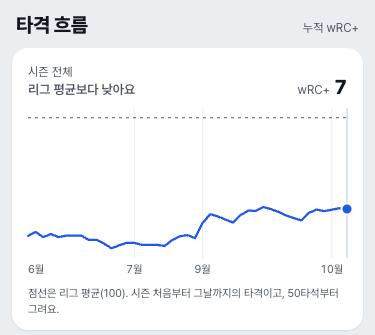 타격 흐름
누적 wRC+
시즌 전체
리그 평균보다 낮아요
wRC+ 7
6월 7월 9월 10월
점선은 리그 평균(100). 시즌 처음부터 그날까지의 타격이고, 50타석부터
그려요.